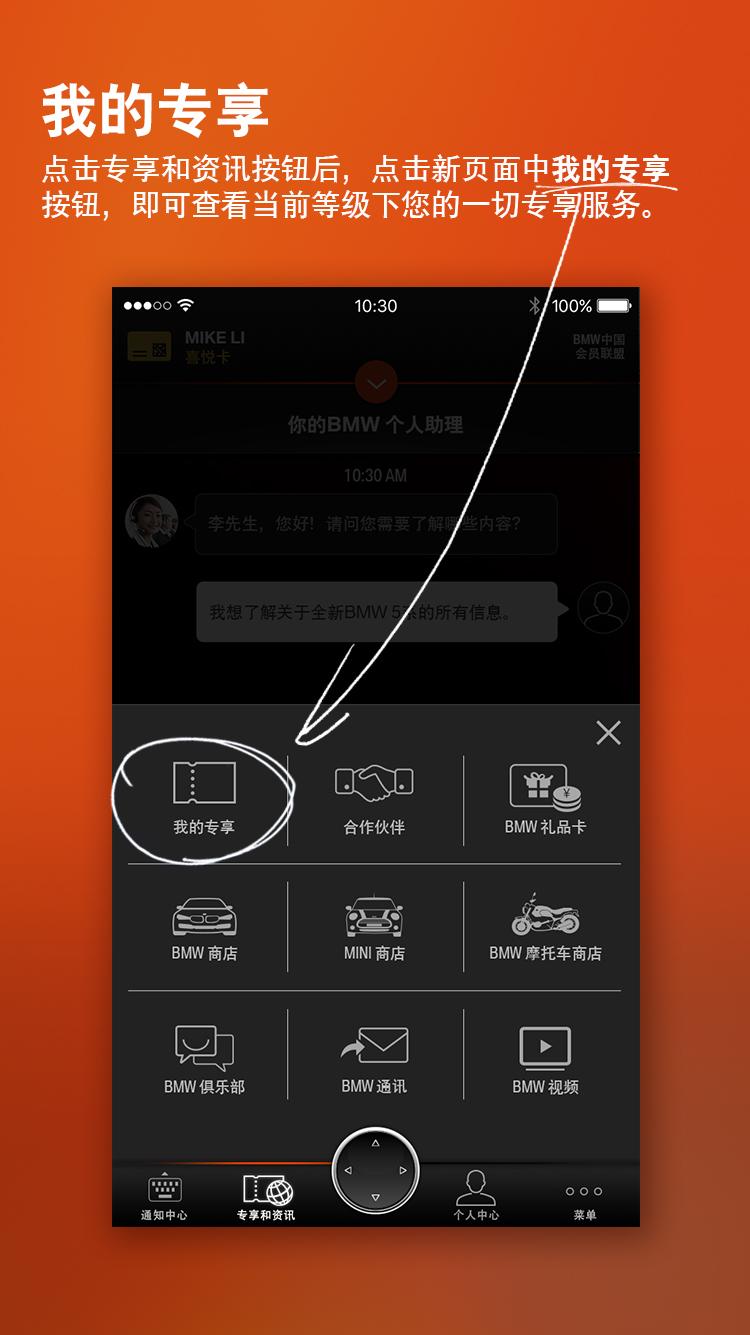 我的专享
点击专享和资讯按钮后，点击新页面中我的专享
按钮，即可查看当前等级下您的一切专享服务。
10:30
100%
MIKE LI
喜悦卡
BMW中国
会员联盟
你的BMW 个人助理
10:30 AM
李先生，您好！请问您需要了解哪些内容？
我想了解关于全新BMW 5系的所有信息。
我的专享
合作伙伴
BMW 礼品卡
BMW 商店
MINI 商店
BMW 摩托车商店
BMW 俱乐部
BMW 通讯
BMW 视频
通知中心
专享和资讯
个人中心
菜单